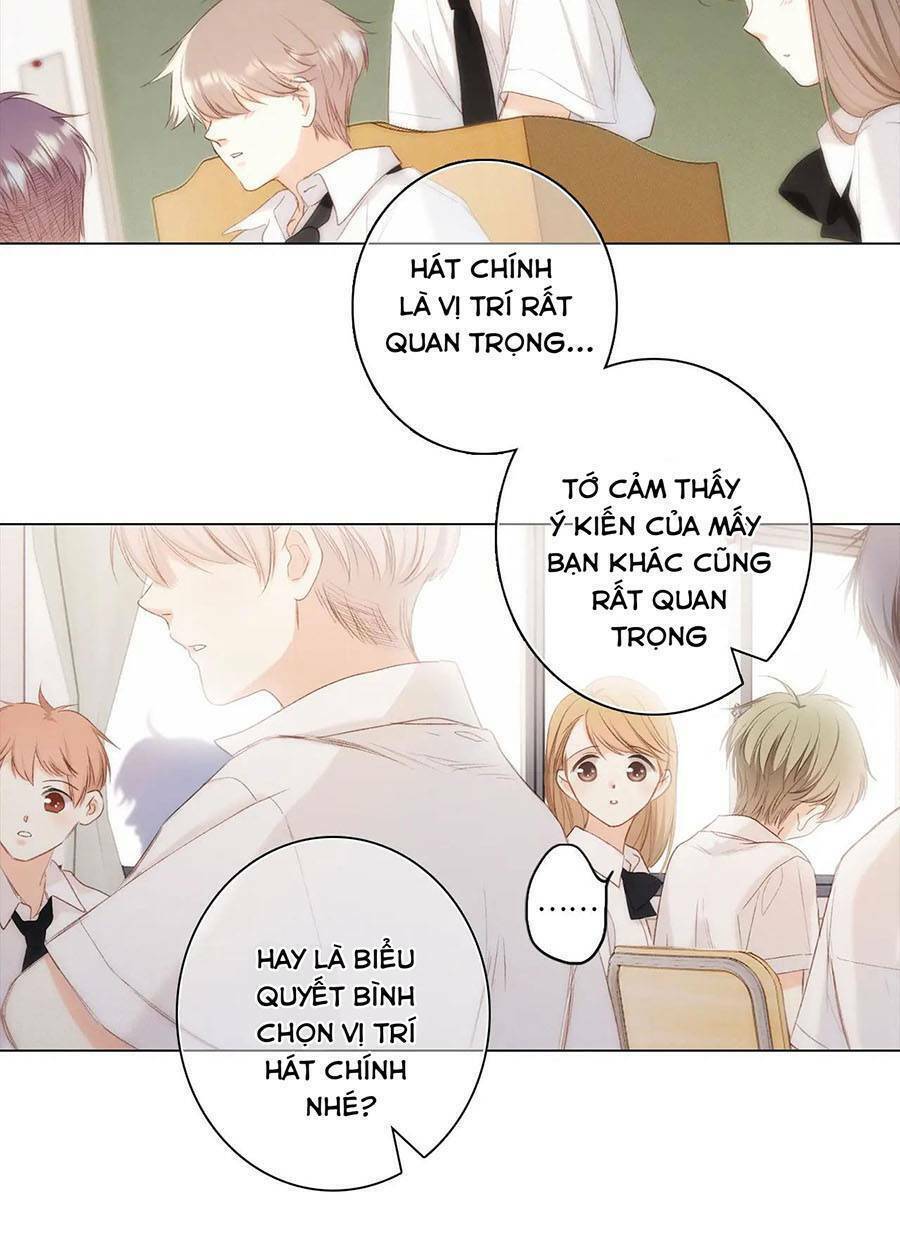 HÁT CHÍNH
LÀ VỊ TRÍ RẤT
QUAN TRỌNG...
TỚ CẢM THẤY
Ý KIẾN CỦA MẤY
BẠN KHÁC CŨNG
RẤT QUAN
TRỌNG
.......
HAY LÀ BIỂU
QUYẾT BÌNH
CHỌN VỊ TRÍ
HÁT CHÍNH
NHÉ?